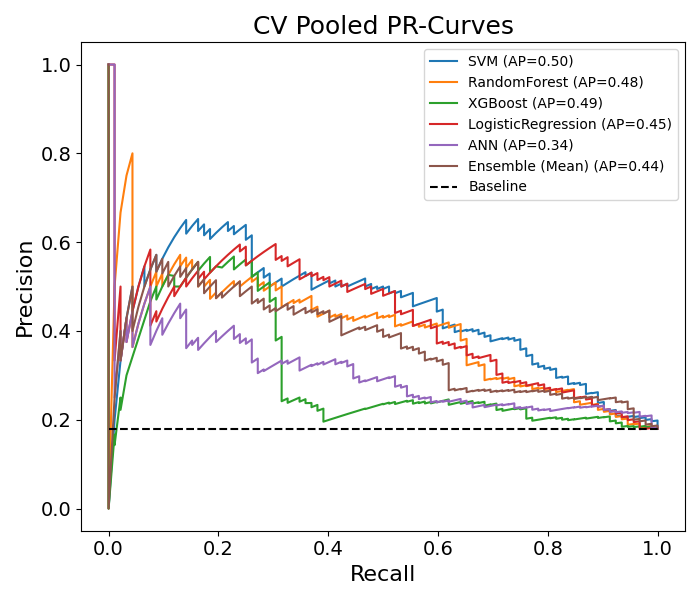 CV Pooled PR-Curves
SVM (AP=0.50)
RandomForest (AP=0.48)
XGBoost (AP=0.49)
LogisticRegression (AP=0.45)
ANN (AP=0.34)
Ensemble (Mean) (AP=0.44)
Baseline
Precision
1.0
0.8
0.6
0.4
0.2
0.0
0.0 0.2 0.4 0.6 0.8 1.0
Recall